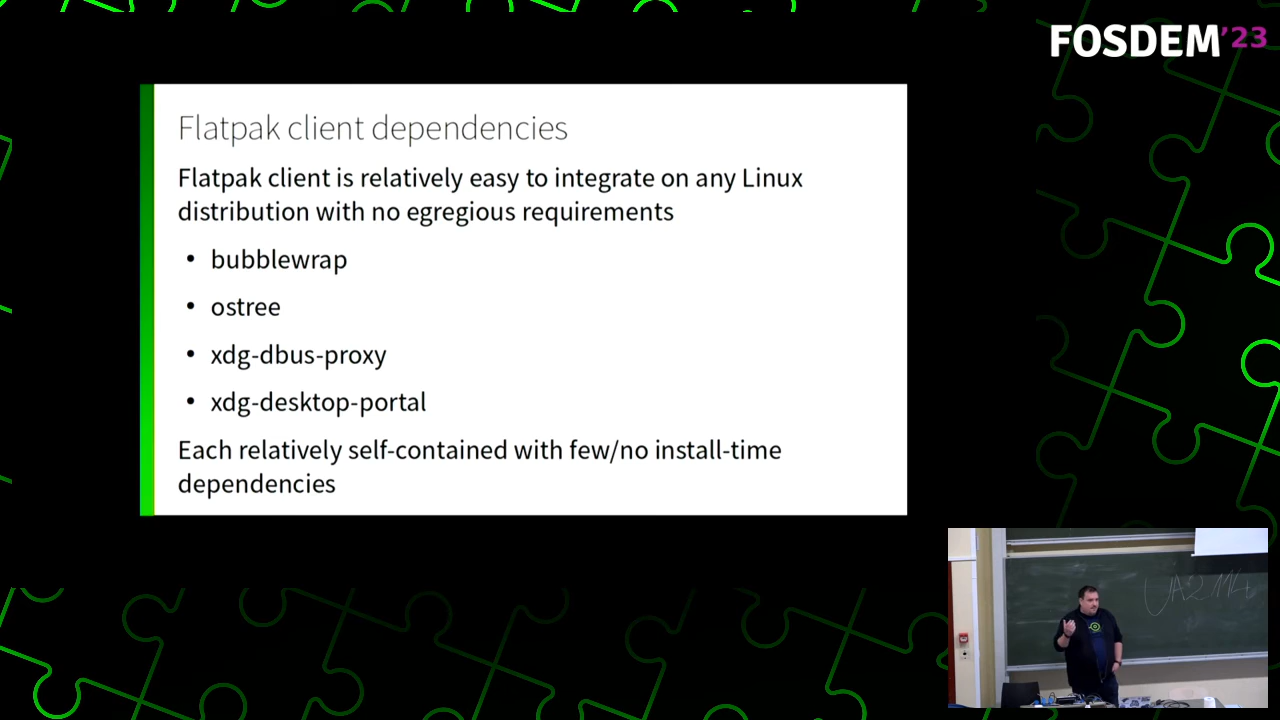 FOSDEM'23
Flatpak client dependencies
Flatpak client is relatively easy to integrate on any Linux
distribution with no egregious requirements
• bubblewrap
• ostree
• xdg-dbus-proxy
• xdg-desktop-portal
Each relatively self-contained with few/no install-time
dependencies